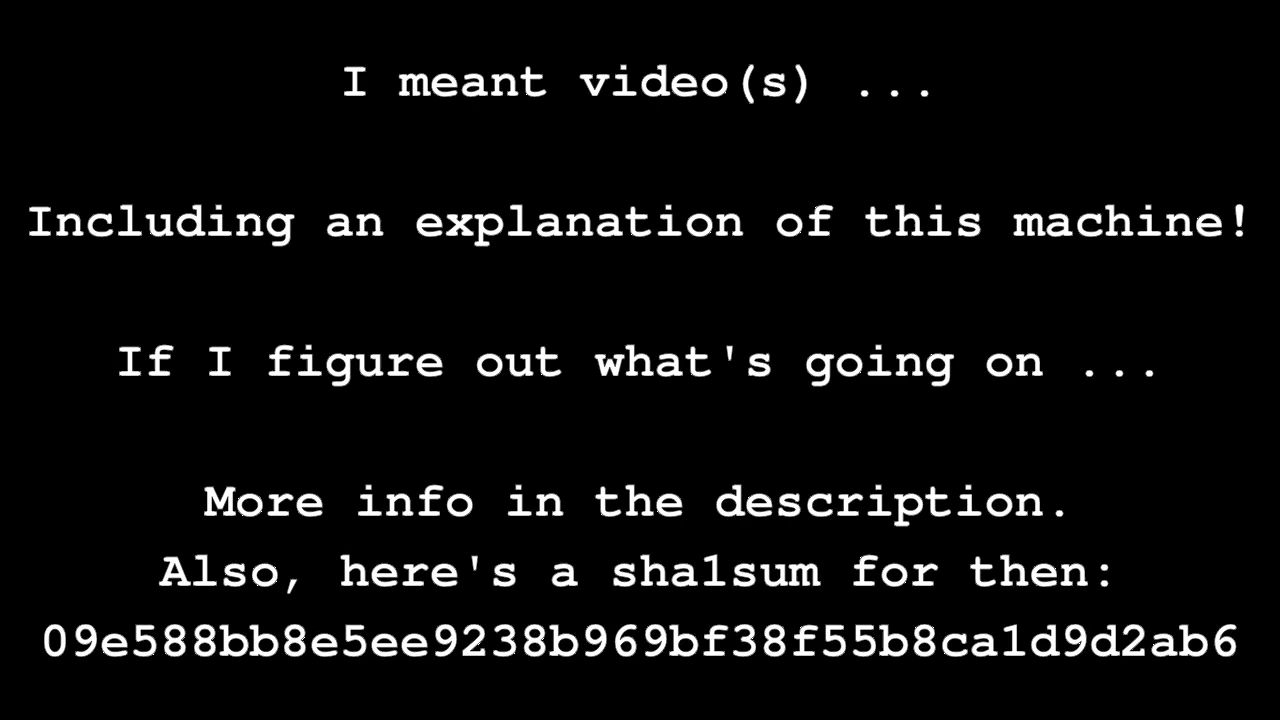 I meant video(s) ...
Including an explanation of this machine!
If I figure out what's going on ...
More info in the description.
Also, here's a sha1sum for then:
09e588bb8e5ee9238b969bf38f55b8ca1d9d2ab6